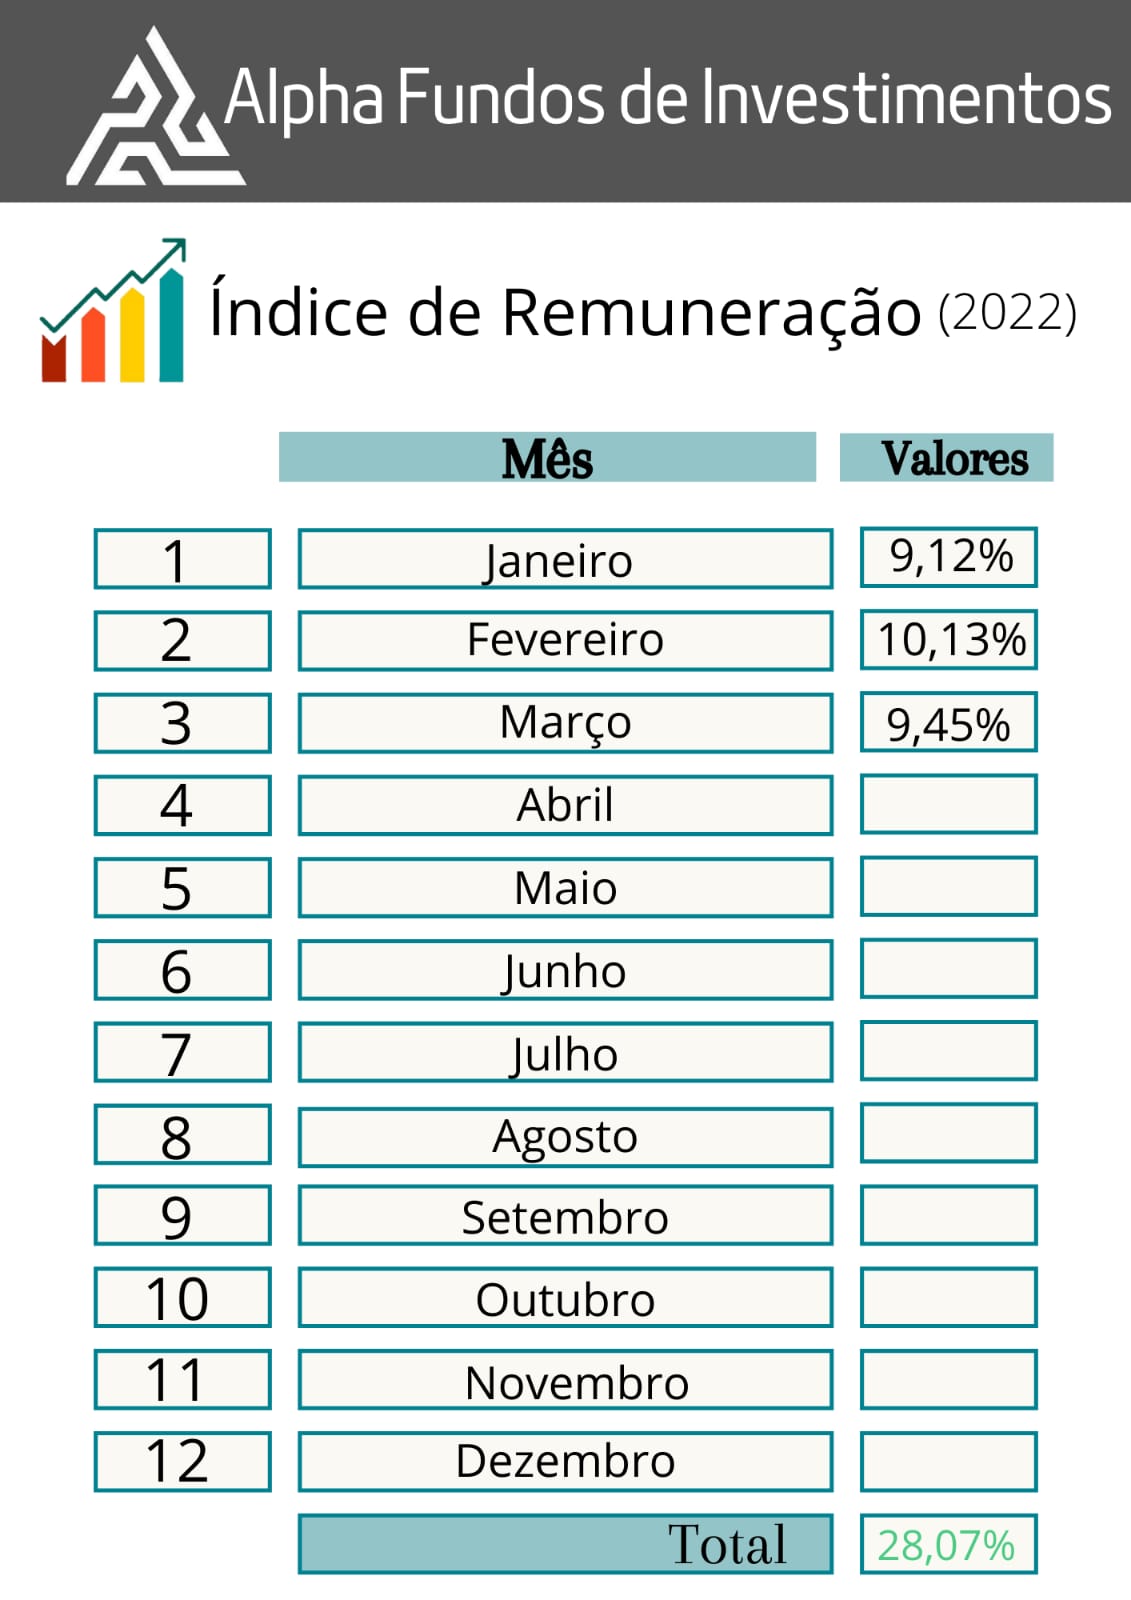 Alpha Fundos de Investimentos
Índice de Remuneração (2022)
Mês Valores
1 Janeiro 9,12%
2 Fevereiro 10,13%
3 Março 9,45%
4 Abril
5 Maio
6 Junho
7 Julho
8 Agosto
9 Setembro
10 Outubro
11 Novembro
12 Dezembro
Total 28,07%